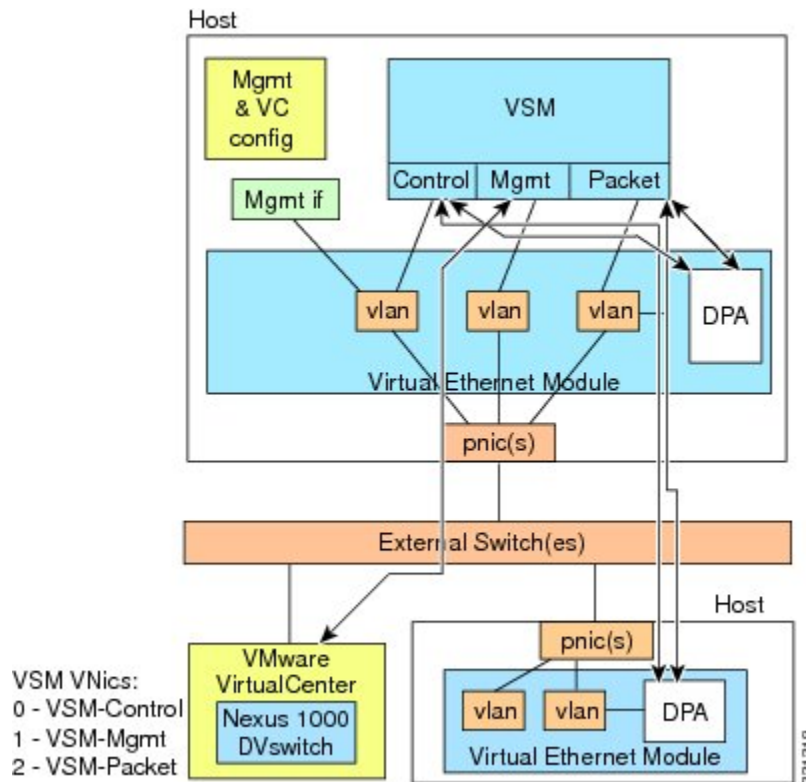 Host
Mgmt
& VC
config
VSM
Control
Mgmt
Packet
Mgmt if
vlan
vlan
vlan
DPA
Virtual Ethernet Module
pnic(s)
External Switch(es)
Host
pnic(s)
VMware
VirtualCenter
Nexus 1000
DVswitch
VSM VNics:
0 - VSM-Control
1 - VSM-Mgmt
2 - VSM-Packet
vlan
vlan
DPA
Virtual Ethernet Module